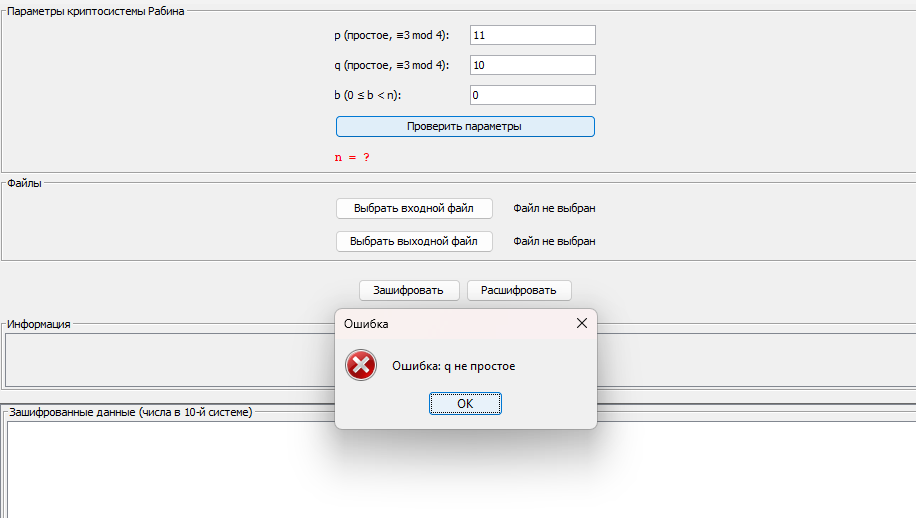 Параметры криптосистемы Рабина
p (простое, ≡3 mod 4): 11
q (простое, ≡3 mod 4): 10
b (0 ≤ b < n): 0
Проверить параметры
n = ?
Файлы
Выбрать входной файл Файл не выбран
Выбрать выходной файл Файл не выбран
Зашифровать Расшифровать
Информация
Ошибка
Ошибка: q не простое
OK
Зашифрованные данные (числа в 10-й системе)